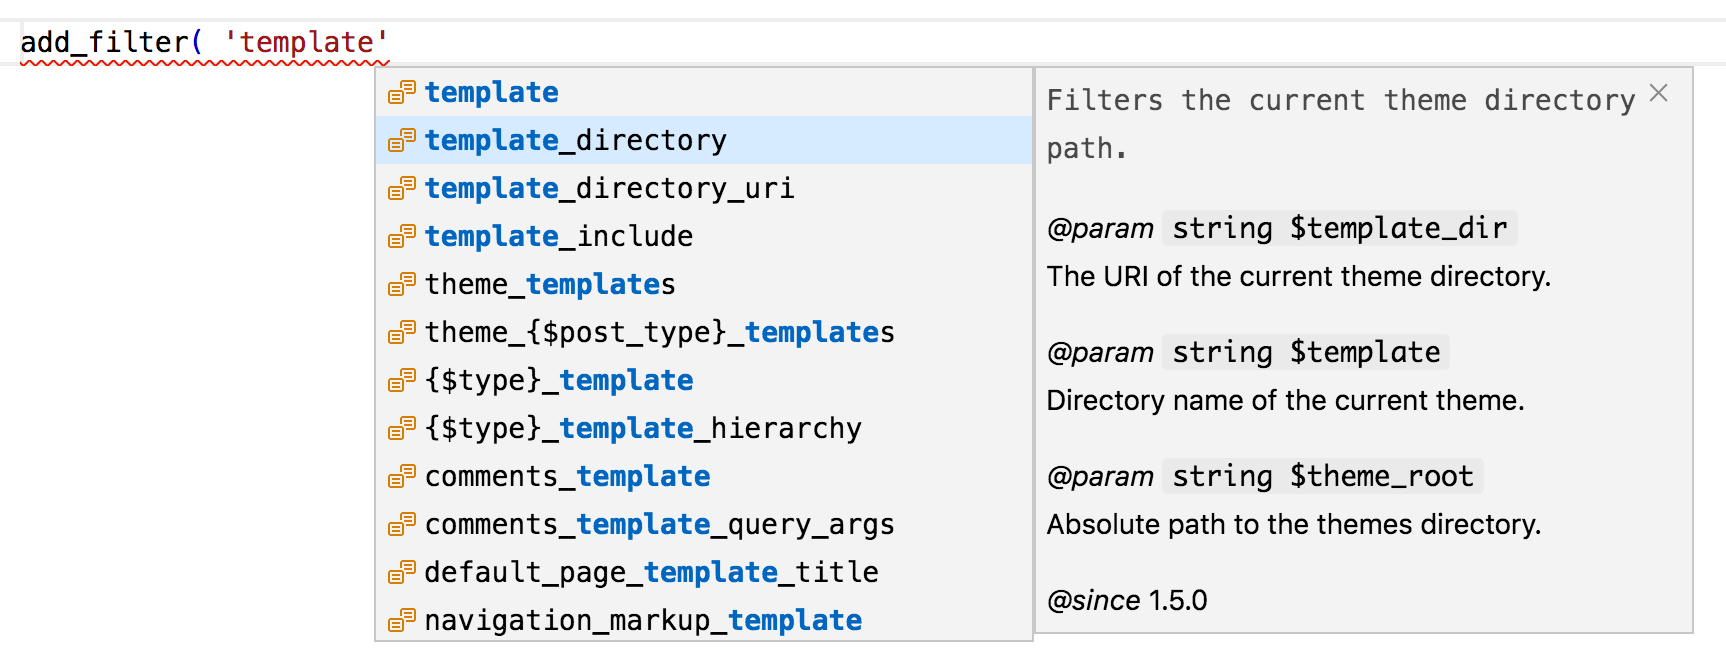 add_filter( 'template'
template
template_directory
template_directory_uri
template_include
theme_templates
theme_{$post_type}_templates
{$type}_template
{$type}_template_hierarchy
comments_template
comments_template_query_args
default_page_template_title
navigation_markup_template
Filters the current theme directory
path.
@param string $template_dir
The URI of the current theme directory.
@param string $template
Directory name of the current theme.
@param string $theme_root
Absolute path to the themes directory.
@since 1.5.0